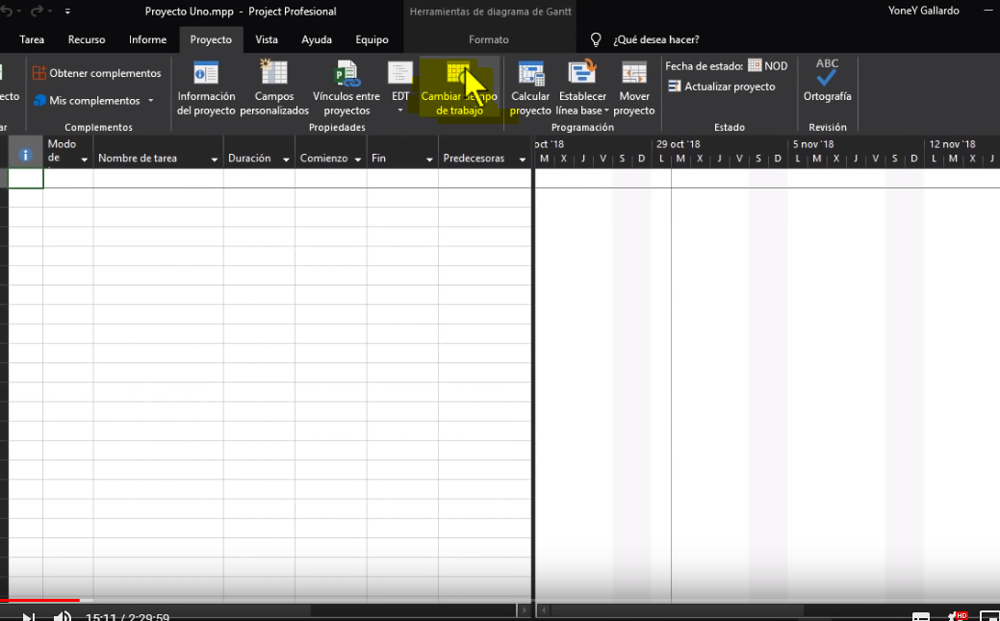 Proyecto Uno.mpp - Project Profesional
Herramientas de diagrama de Gantt
YoneY Gallardo
Tarea Recurso Informe Proyecto Vista Ayuda Equipo Formato ¿Qué desea hacer?
ecto
Obtener complementos
Mis complementos
Complementos
Información del proyecto
Campos personalizados
Vínculos entre proyectos
EDT
Cambiar tiempo de trabajo
Propiedades
Calcular proyecto
Establecer línea base
Mover proyecto
Programación
Fecha de estado: NOD
Actualizar proyecto
Estado
ABC
Ortografía
Revisión
Modo de
Nombre de tarea
Duración
Comienzo
Fin
Predecesoras
oct '18 29 oct '18 5 nov '18 12 nov '18
M X J V S D L M X J V S D L M X J V S D L M X J
15:11 / 2:29:59
HD